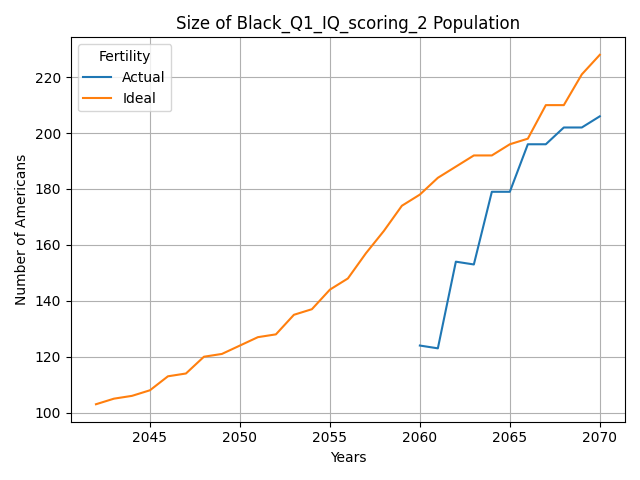 Size of Black_Q1_IQ_scoring_2 Population
Fertility
Actual
Ideal
Number of Americans
220
200
180
160
140
120
100
2045 2050 2055 2060 2065 2070
Years